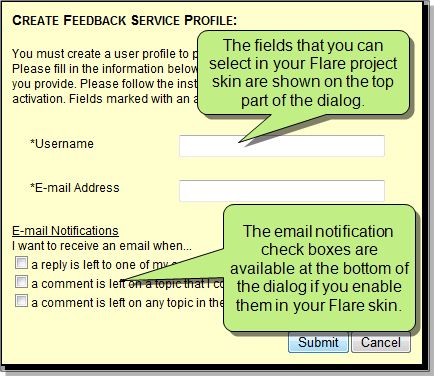 CREATE FEEDBACK SERVICE PROFILE:
You must create a user profile to p
Please fill in the information below
you provide. Please follow the inst
activation. Fields marked with an a
The fields that you can
select in your Flare project
skin are shown on the top
part of the dialog.
*Username
*E-mail Address
E-mail Notifications
I want to receive an email when...
a reply is left to one of my
a comment is left on a topic that I co
a comment is left on any topic in the
The email notification
check boxes are
available at the bottom of
the dialog if you enable
them in your Flare skin.
Submit Cancel